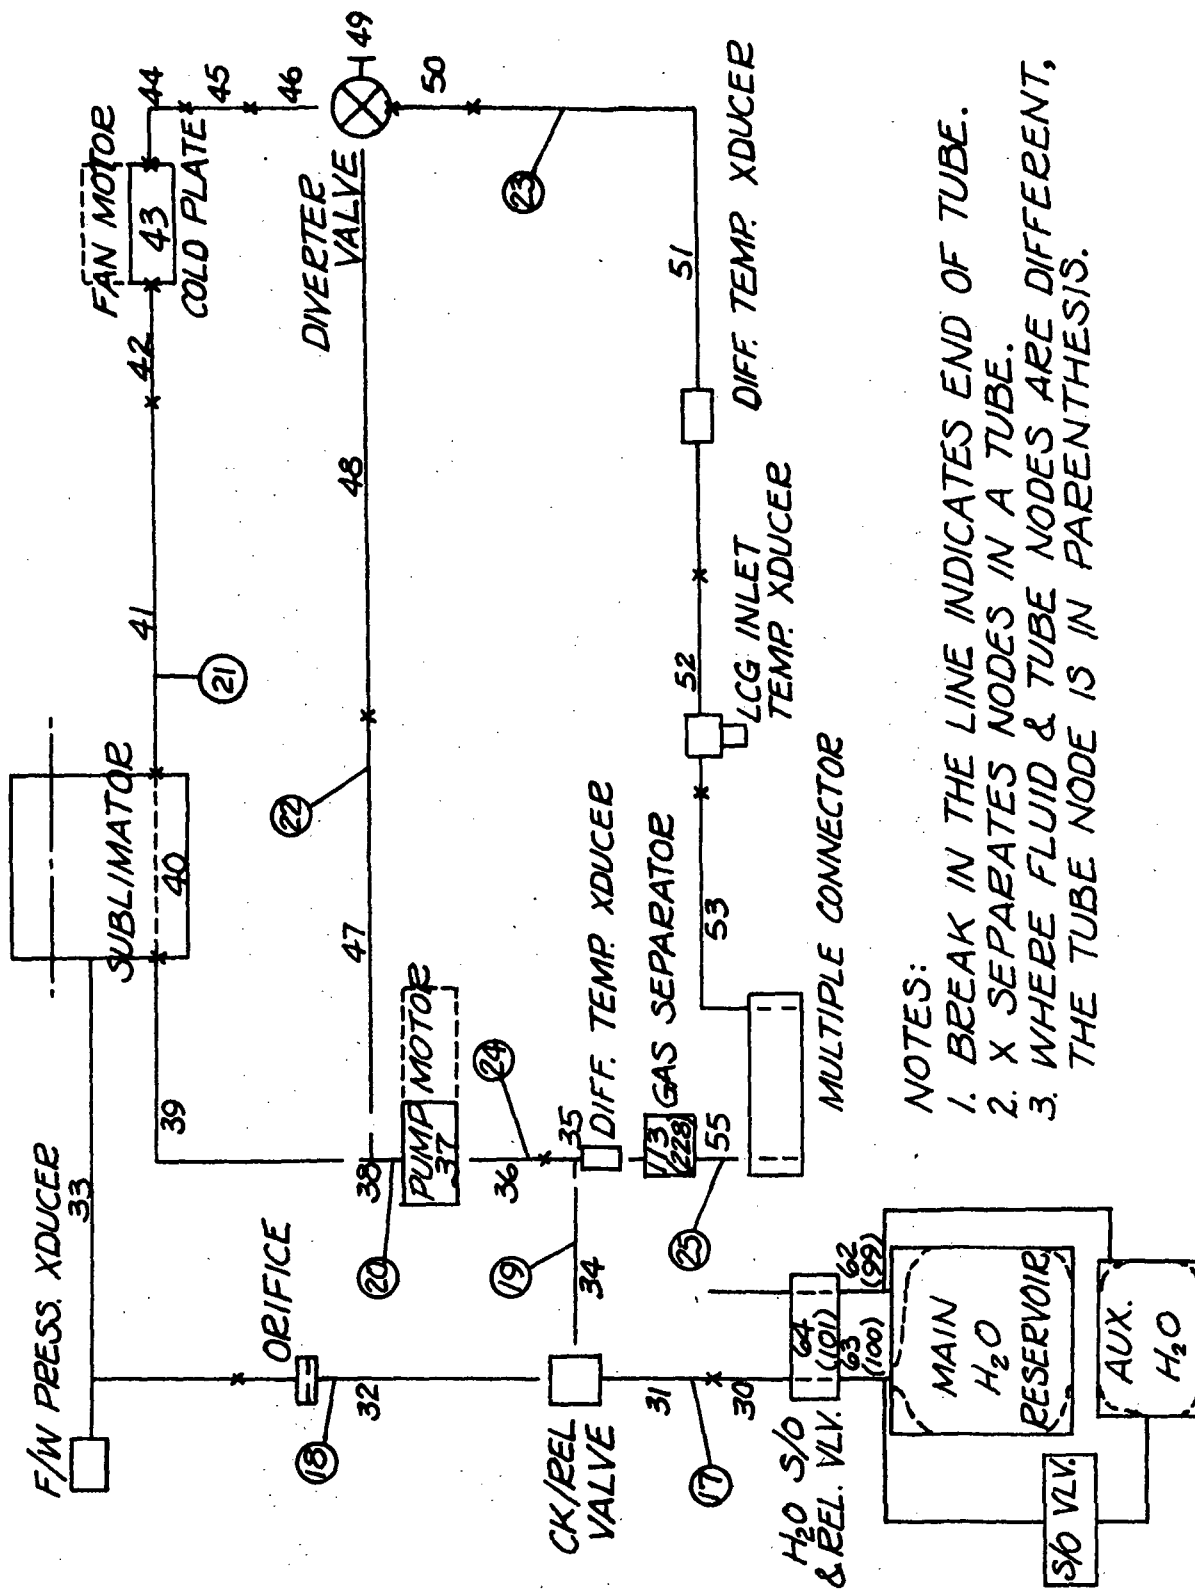 F/W PRESS. XDUCER
33
SUBLIMATOR
40
39
21
41
42
FAN MOTOR
43
COLD PLATE
44
45
46
49
DIVERTER
VALVE
50
48
22
47
38
PUMP MOTOR
37
20
24
36
35
DIFF. TEMP. XDUCER
GAS SEPARATOR
113
(228)
55
25
ORIFICE
18
32
19
34
CK/REL
VALVE
31
17
30
H₂O S/O
& REL. VLV.
64
(101)
63
(100)
62
(99)
MAIN
H₂O
RESERVOIR
AUX.
H₂O
S/O VLV.
23
51
DIFF. TEMP. XDUCER
52
LCG INLET
TEMP. XDUCER
53
MULTIPLE CONNECTOR
NOTES:
1. BREAK IN THE LINE INDICATES END OF TUBE.
2. X SEPARATES NODES IN A TUBE.
3. WHERE FLUID & TUBE NODES ARE DIFFERENT,
THE TUBE NODE IS IN PARENTHESIS.